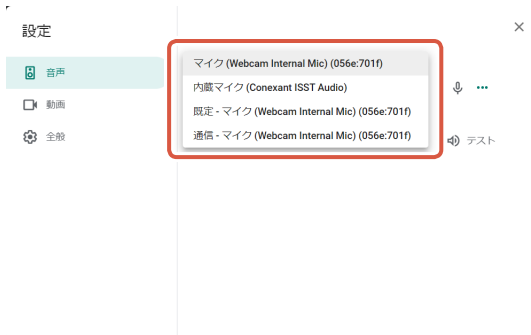 設定
音声
動画
全般
マイク (Webcam Internal Mic) (056e:701f)
内蔵マイク (Conexant ISST Audio)
既定 - マイク (Webcam Internal Mic) (056e:701f)
通信 - マイク (Webcam Internal Mic) (056e:701f)
テスト